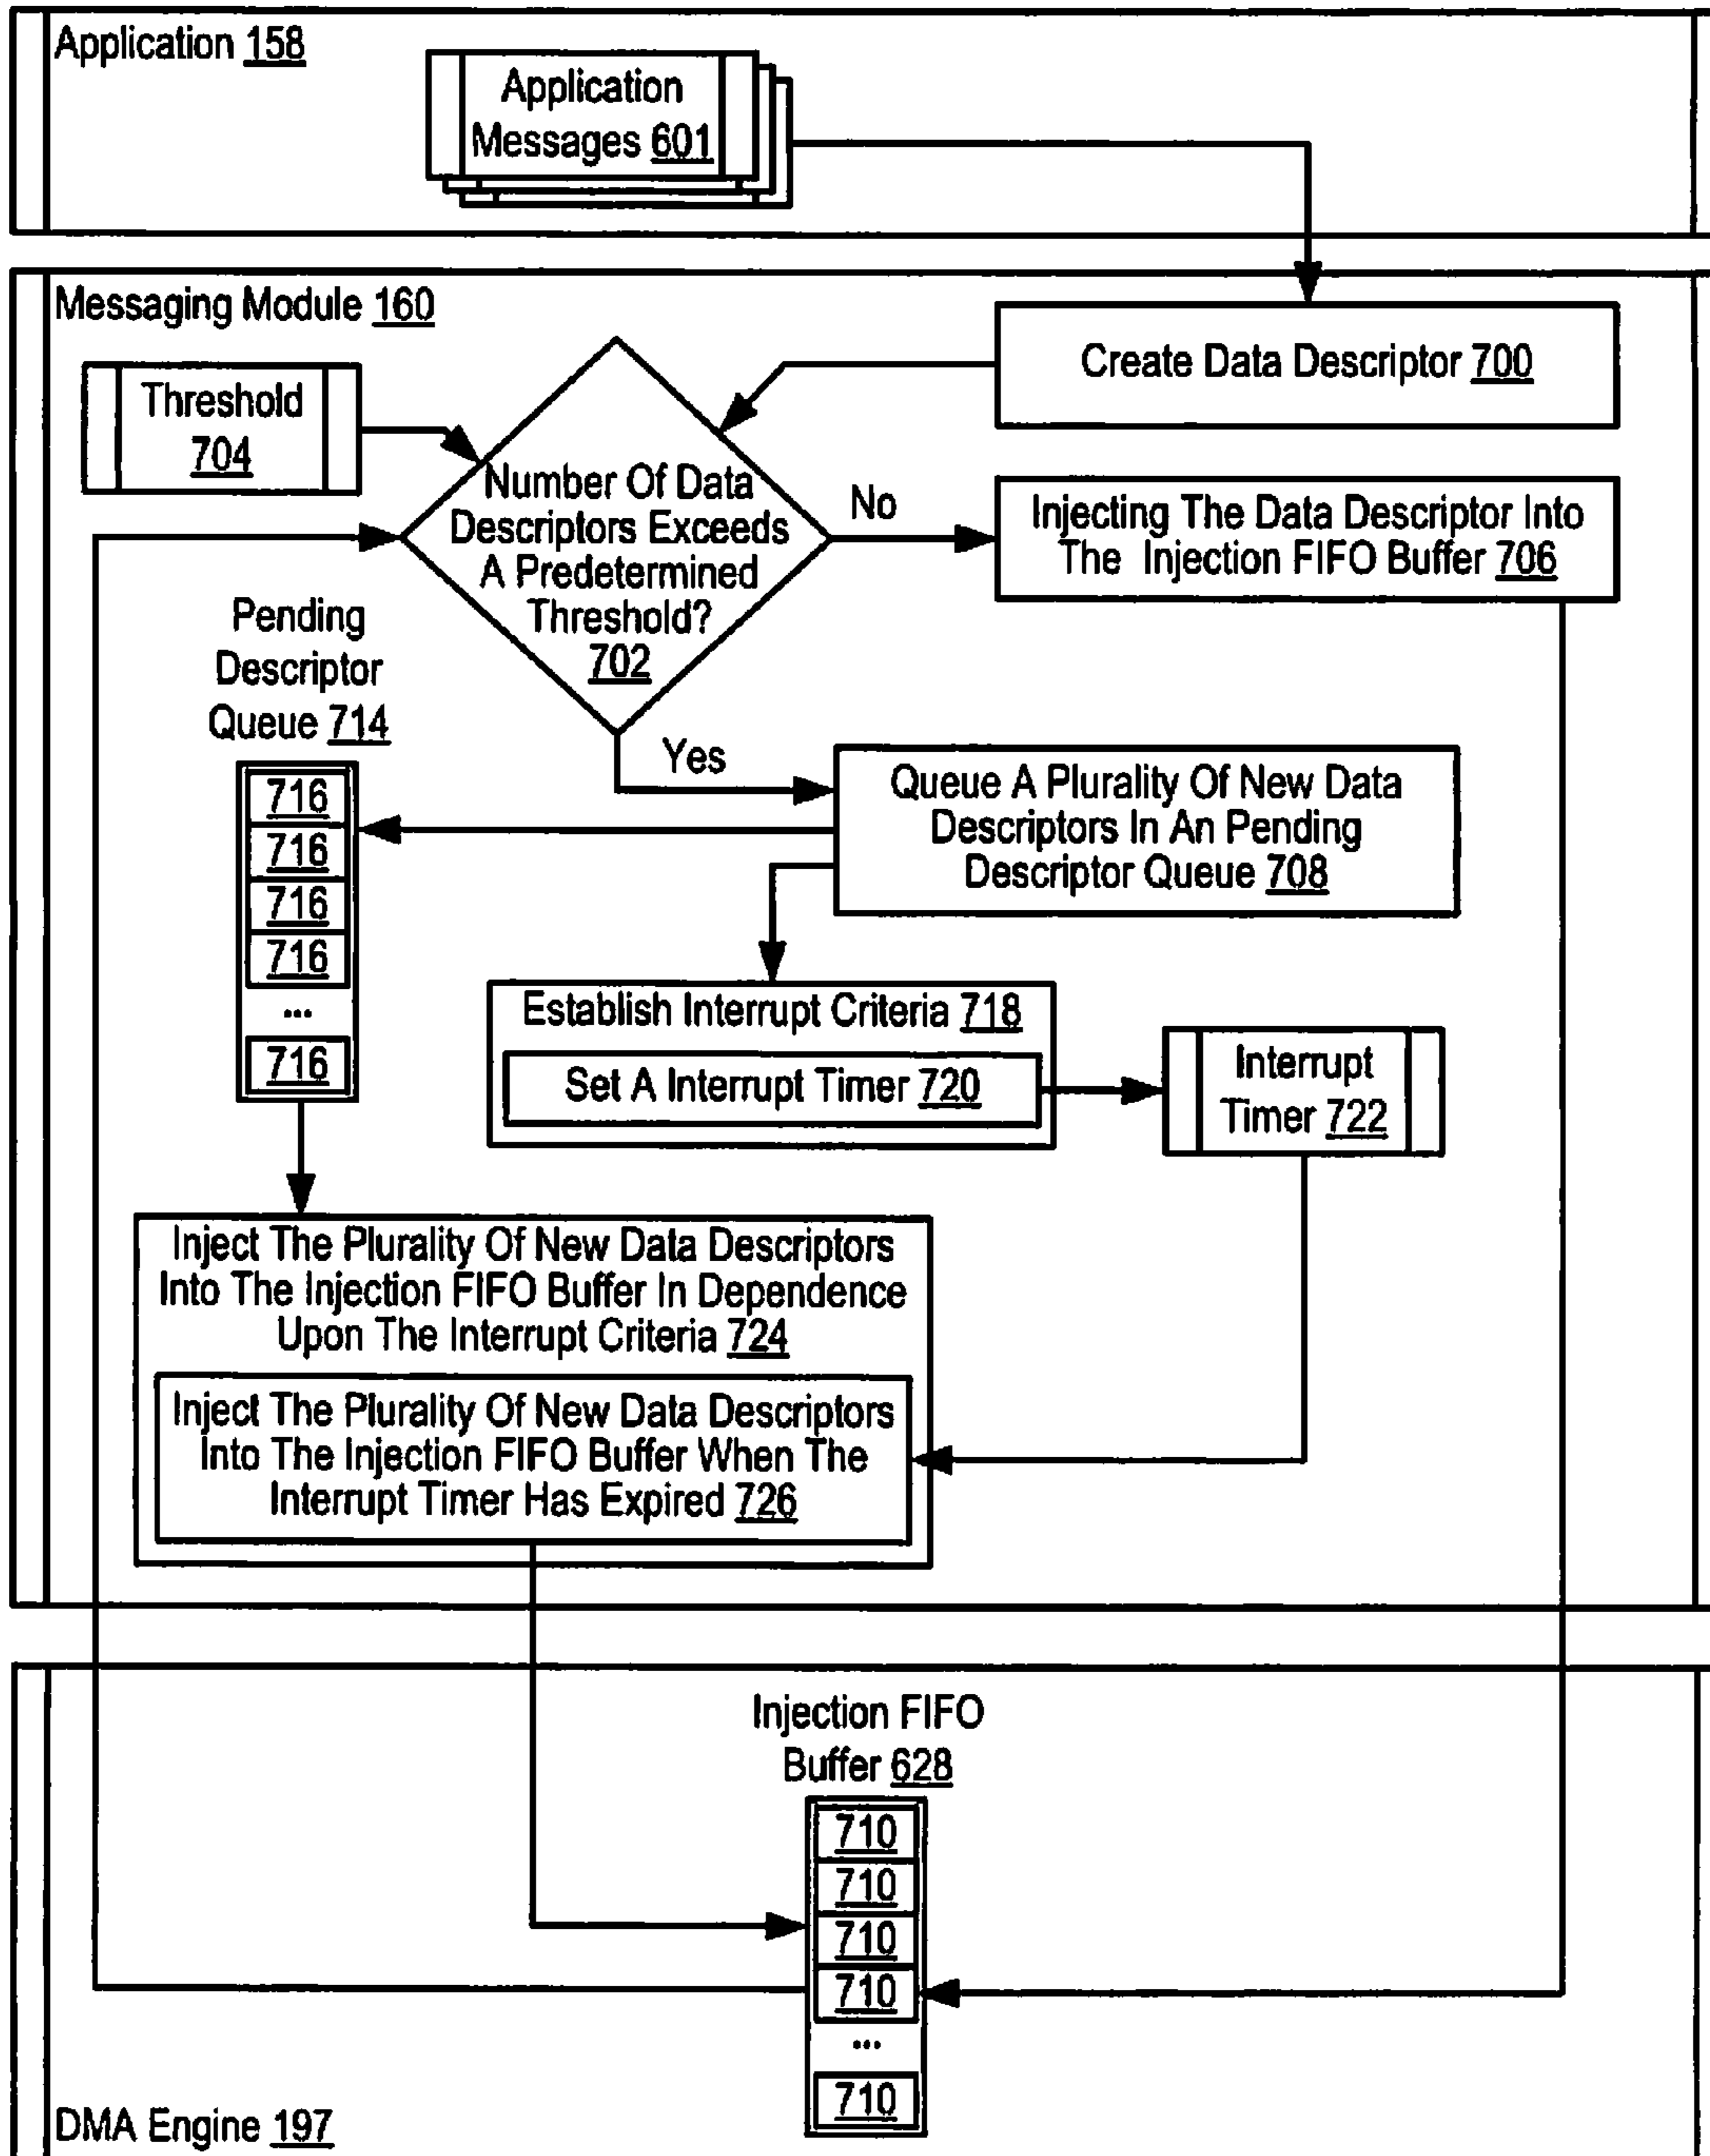 Application 158
Application
Messages 601
Messaging Module 160
Create Data Descriptor 700
Threshold
704
Number Of Data
Descriptors Exceeds
A Predetermined
Threshold?
702
No
Injecting The Data Descriptor Into
The Injection FIFO Buffer 706
Pending
Descriptor
Queue 714
Yes
Queue A Plurality Of New Data
Descriptors In An Pending
Descriptor Queue 708
716
716
716
716
...
716
Establish Interrupt Criteria 718
Set A Interrupt Timer 720
Interrupt
Timer 722
Inject The Plurality Of New Data Descriptors
Into The Injection FIFO Buffer In Dependence
Upon The Interrupt Criteria 724
Inject The Plurality Of New Data Descriptors
Into The Injection FIFO Buffer When The
Interrupt Timer Has Expired 726
Injection FIFO
Buffer 628
710
710
710
710
...
710
DMA Engine 197